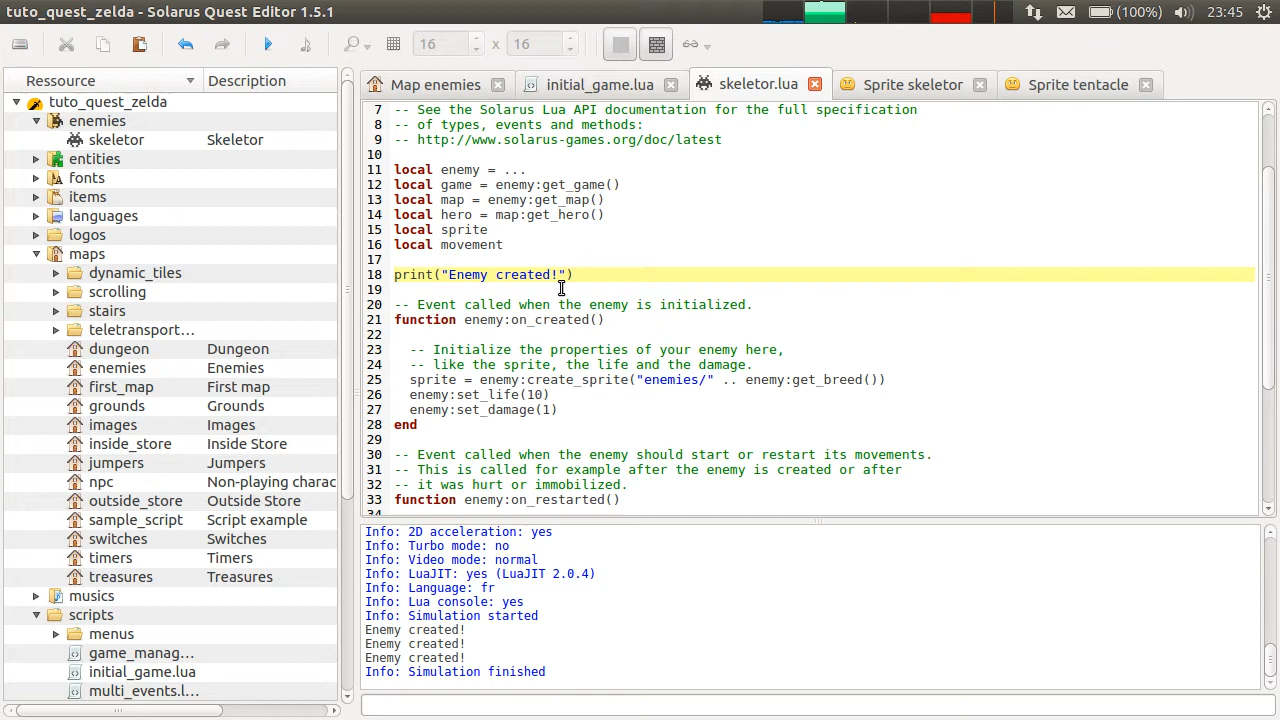 tuto_quest_zelda - Solarus Quest Editor 1.5.1
(100%)
23:45
16 x 16
Ressource Description
tuto_quest_zelda
enemies
skeletor Skeletor
entities
fonts
items
languages
logos
maps
dynamic_tiles
scrolling
stairs
teletransport...
dungeon Dungeon
enemies Enemies
first_map First map
grounds Grounds
images Images
inside_store Inside Store
jumpers Jumpers
npc Non-playing charac
outside_store Outside Store
sample_script Script example
switches Switches
timers Timers
treasures Treasures
musics
scripts
menus
game_manag...
initial_game.lua
multi_events.l...
Map enemies initial_game.lua skeletor.lua Sprite skeletor Sprite tentacle
7 -- See the Solarus Lua API documentation for the full specification
8 -- of types, events and methods:
9 -- http://www.solarus-games.org/doc/latest
10
11 local enemy = ...
12 local game = enemy:get_game()
13 local map = enemy:get_map()
14 local hero = map:get_hero()
15 local sprite
16 local movement
17
18 print("Enemy created!")
19
20 -- Event called when the enemy is initialized.
21 function enemy:on_created()
22
23 -- Initialize the properties of your enemy here,
24 -- like the sprite, the life and the damage.
25 sprite = enemy:create_sprite("enemies/" .. enemy:get_breed())
26 enemy:set_life(10)
27 enemy:set_damage(1)
28 end
29
30 -- Event called when the enemy should start or restart its movements.
31 -- This is called for example after the enemy is created or after
32 -- it was hurt or immobilized.
33 function enemy:on_restarted()
34
Info: 2D acceleration: yes
Info: Turbo mode: no
Info: Video mode: normal
Info: LuaJIT: yes (LuaJIT 2.0.4)
Info: Language: fr
Info: Lua console: yes
Info: Simulation started
Enemy created!
Enemy created!
Enemy created!
Info: Simulation finished